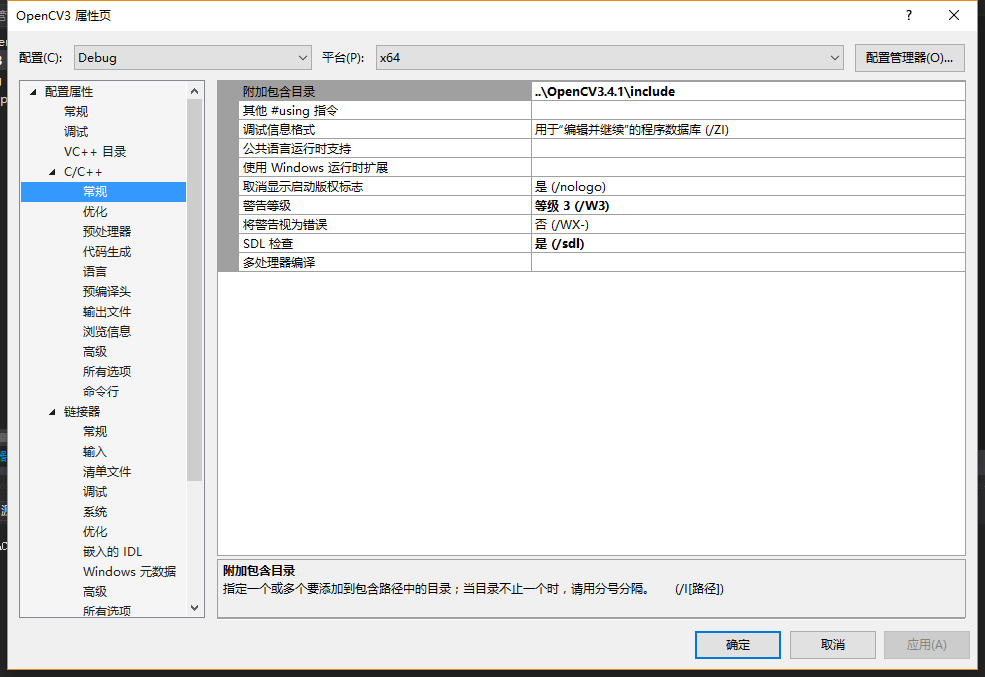 OpenCV3 属性页
配置(C): Debug 平台(P): x64 配置管理器(O)...
配置属性
常规
调试
VC++ 目录
C/C++
常规
优化
预处理器
代码生成
语言
预编译头
输出文件
浏览信息
高级
所有选项
命令行
链接器
常规
输入
清单文件
调试
系统
优化
嵌入的 IDL
Windows 元数据
高级
所有选项
附加包含目录 ..\OpenCV3.4.1\include
其他 #using 指令
调试信息格式 用于“编辑并继续”的程序数据库 (/ZI)
公共语言运行时支持
使用 Windows 运行时扩展
取消显示启动版权标志 是 (/nologo)
警告等级 等级 3 (/W3)
将警告视为错误 否 (/WX-)
SDL 检查 是 (/sdl)
多处理器编译
附加包含目录
指定一个或多个要添加到包含路径中的目录；当目录不止一个时，请用分号分隔。 (/I[路径])
确定 取消 应用(A)